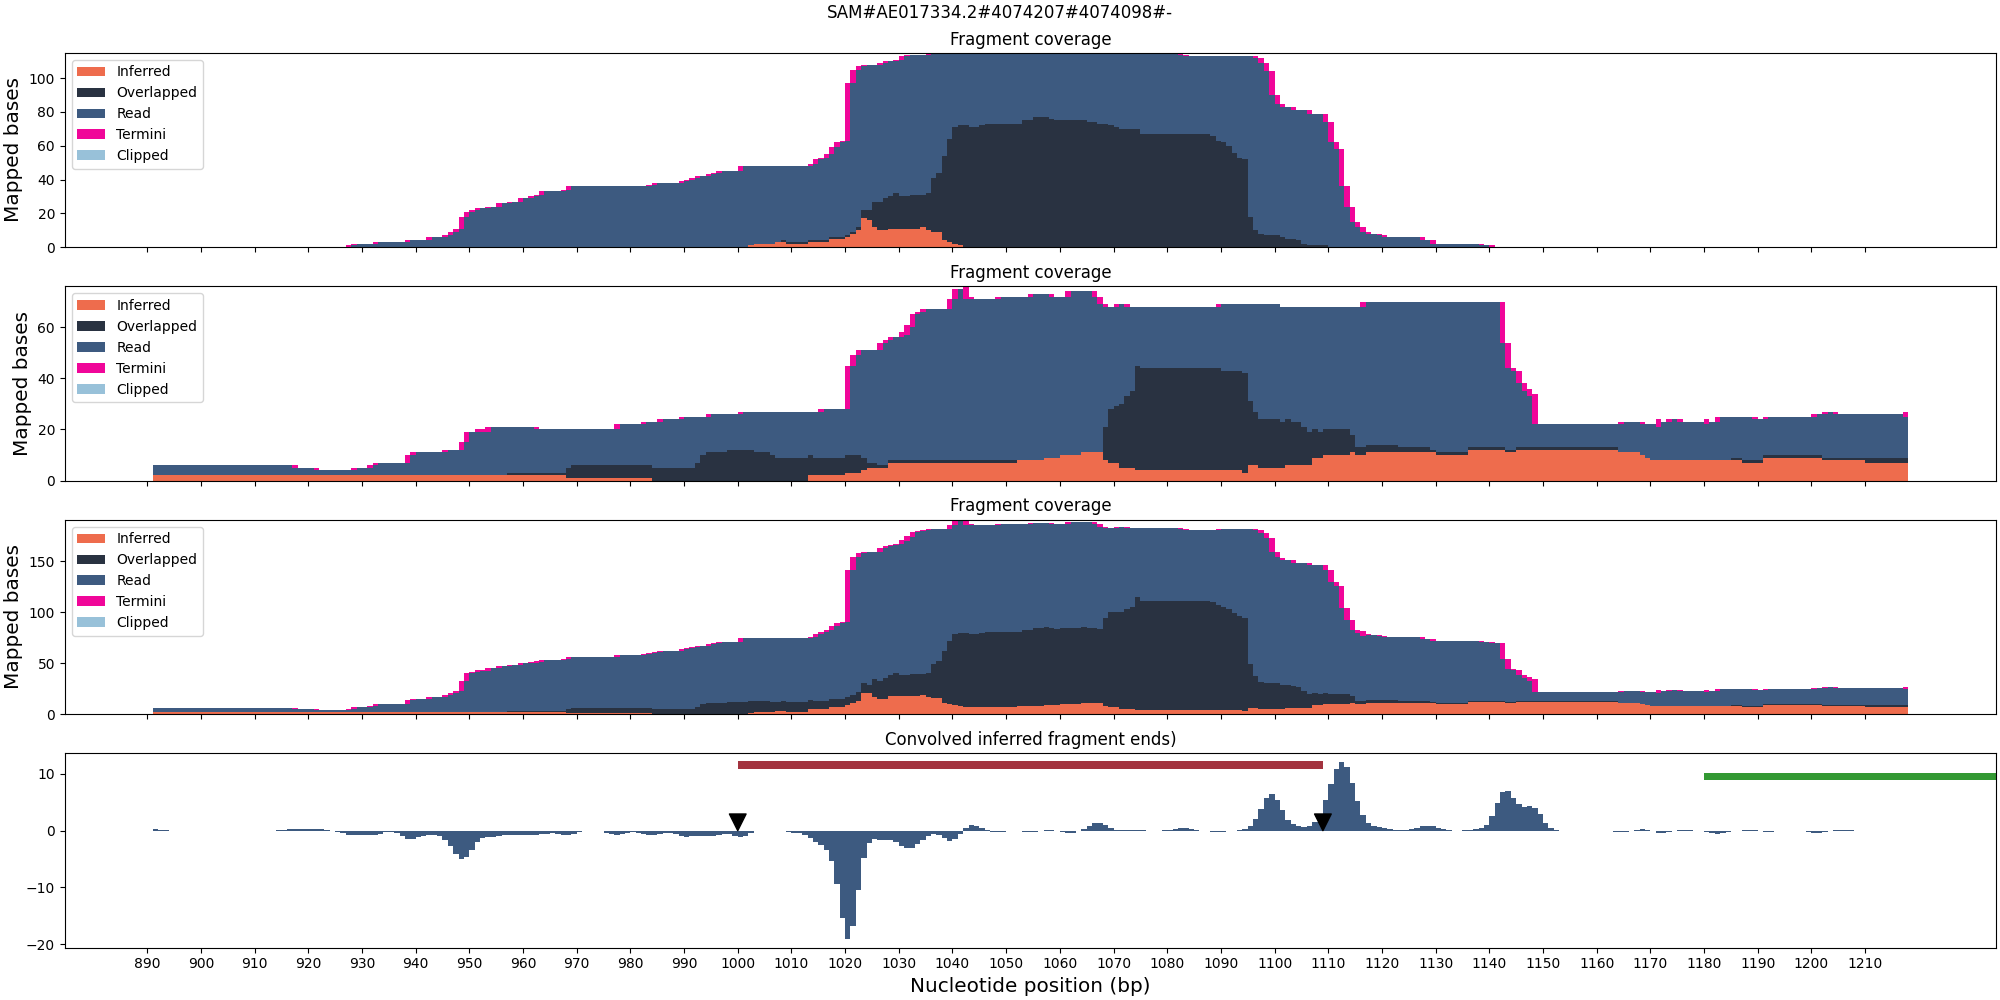 SAM#AE017334.2#4074207#4074098#-
Fragment coverage
Mapped bases
100
80
60
40
20
0
Inferred
Overlapped
Read
Termini
Clipped
Fragment coverage
Mapped bases
60
40
20
0
Inferred
Overlapped
Read
Termini
Clipped
Fragment coverage
Mapped bases
150
100
50
0
Inferred
Overlapped
Read
Termini
Clipped
Convolved inferred fragment ends)
10
0
−10
−20
890 900 910 920 930 940 950 960 970 980 990 1000 1010 1020 1030 1040 1050 1060 1070 1080 1090 1100 1110 1120 1130 1140 1150 1160 1170 1180 1190 1200 1210
Nucleotide position (bp)